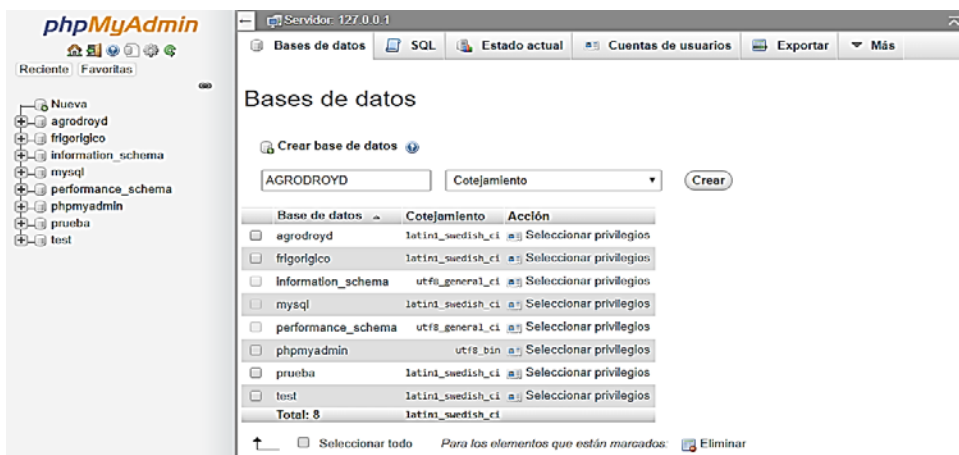 phpMyAdmin
Reciente Favoritas
Nueva
agrodroyd
frigorigico
information_schema
mysql
performance_schema
phpmyadmin
prueba
test
Servidor: 127.0.0.1
Bases de datos SQL Estado actual Cuentas de usuarios Exportar Más
Bases de datos
Crear base de datos
AGRODROYD Cotejamiento Crear
Base de datos Cotejamiento Acción
agrodroyd latin1_swedish_ci Seleccionar privilegios
frigorigico latin1_swedish_ci Seleccionar privilegios
information_schema utf8_general_ci Seleccionar privilegios
mysql latin1_swedish_ci Seleccionar privilegios
performance_schema utf8_general_ci Seleccionar privilegios
phpmyadmin utf8_bin Seleccionar privilegios
prueba latin1_swedish_ci Seleccionar privilegios
test latin1_swedish_ci Seleccionar privilegios
Total: 8 latin1_swedish_ci
Seleccionar todo Para los elementos que están marcados: Eliminar